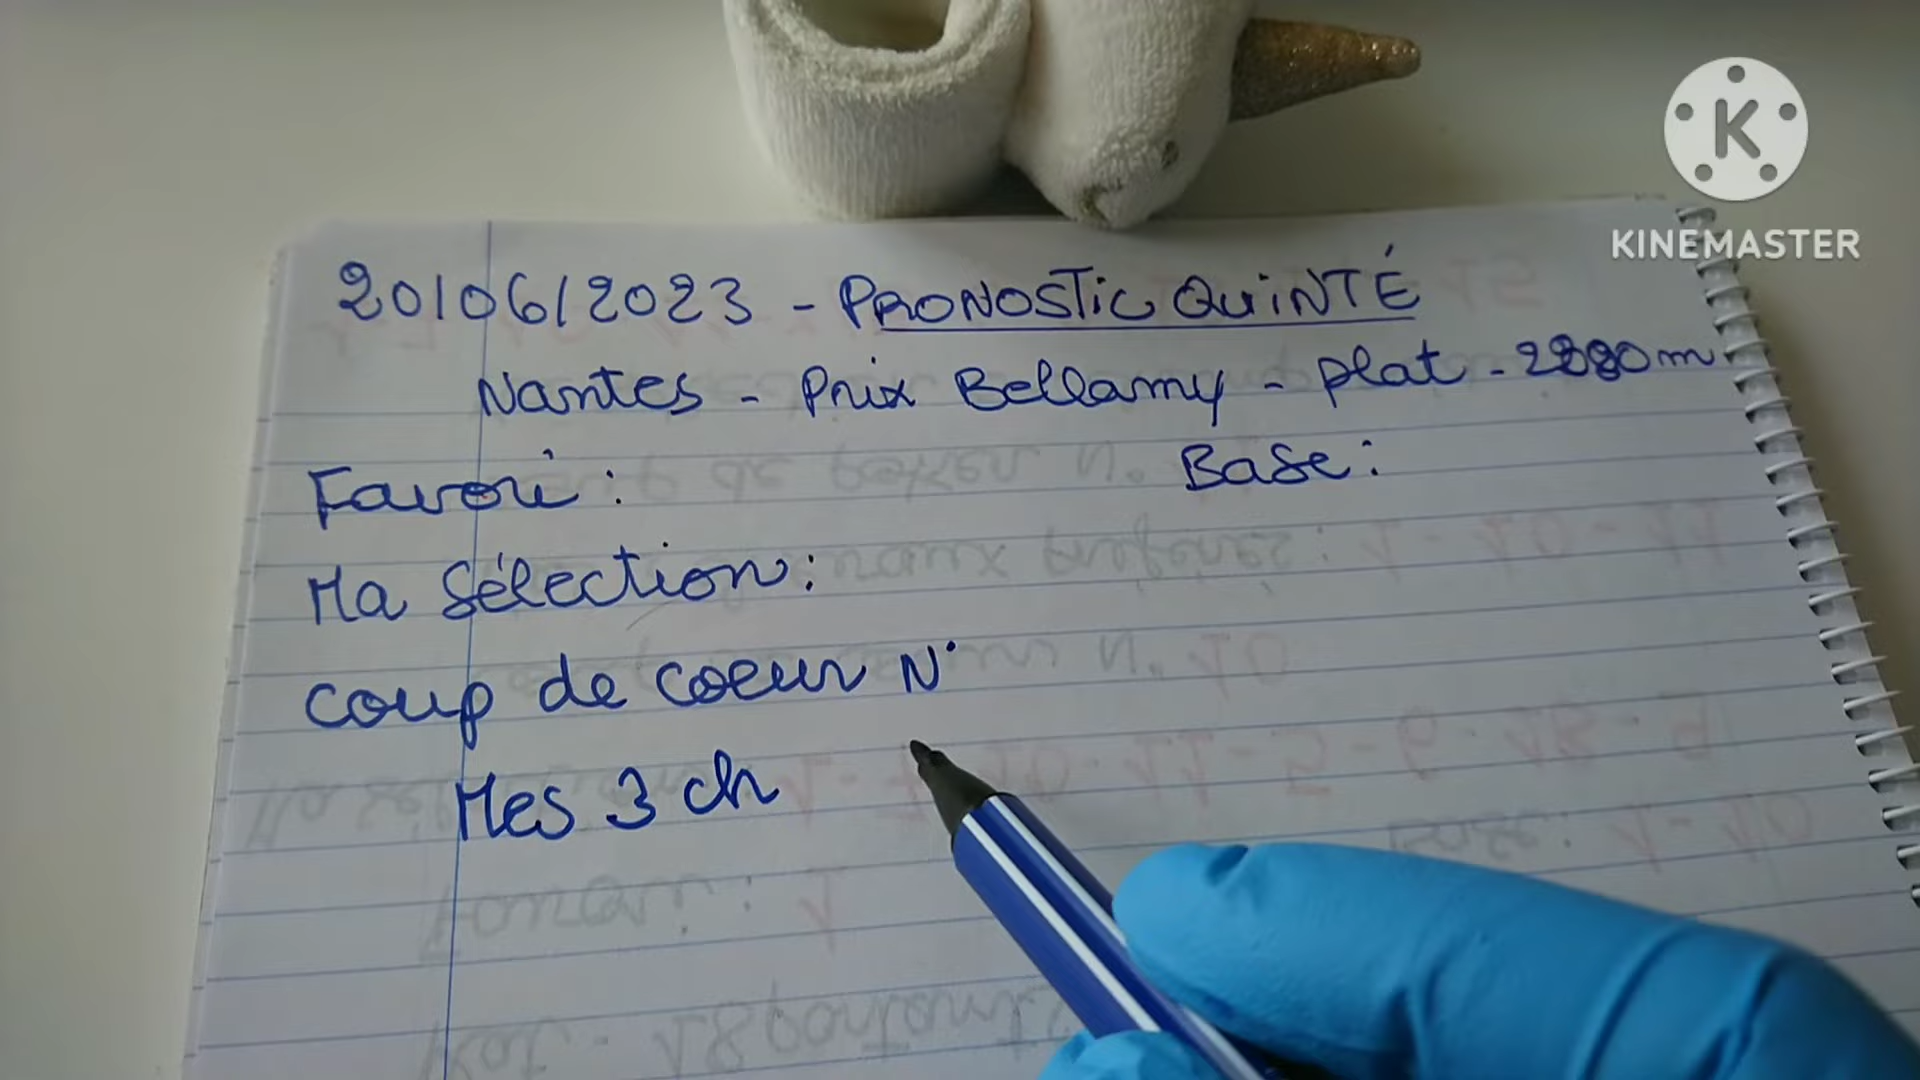 K
KINEMASTER
20/06/2023 - PRONOSTIC QUINTÉ
Nantes - Prix Bellamy - plat -
Favori : Base :
Ma Sélection :
coup de coeur N°
Mes 3 ch